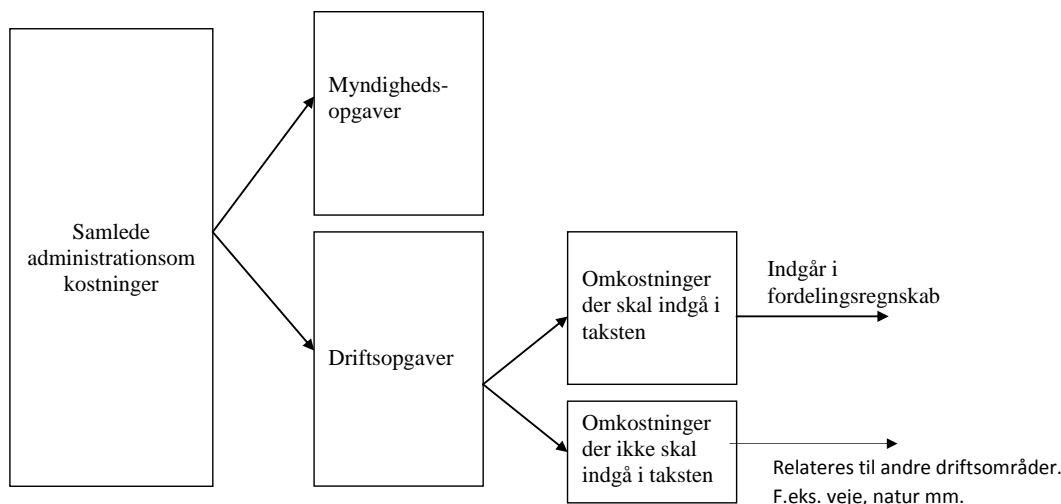 Samlede
administrationsom
kostninger
Myndigheds-
opgaver
Driftsopgaver
Omkostninger
der skal indgå i
taksten
Indgår i
fordelingsregnskab
Omkostninger
der ikke skal
indgå i taksten
Relateres til andre driftsområder.
F.eks. veje, natur mm.